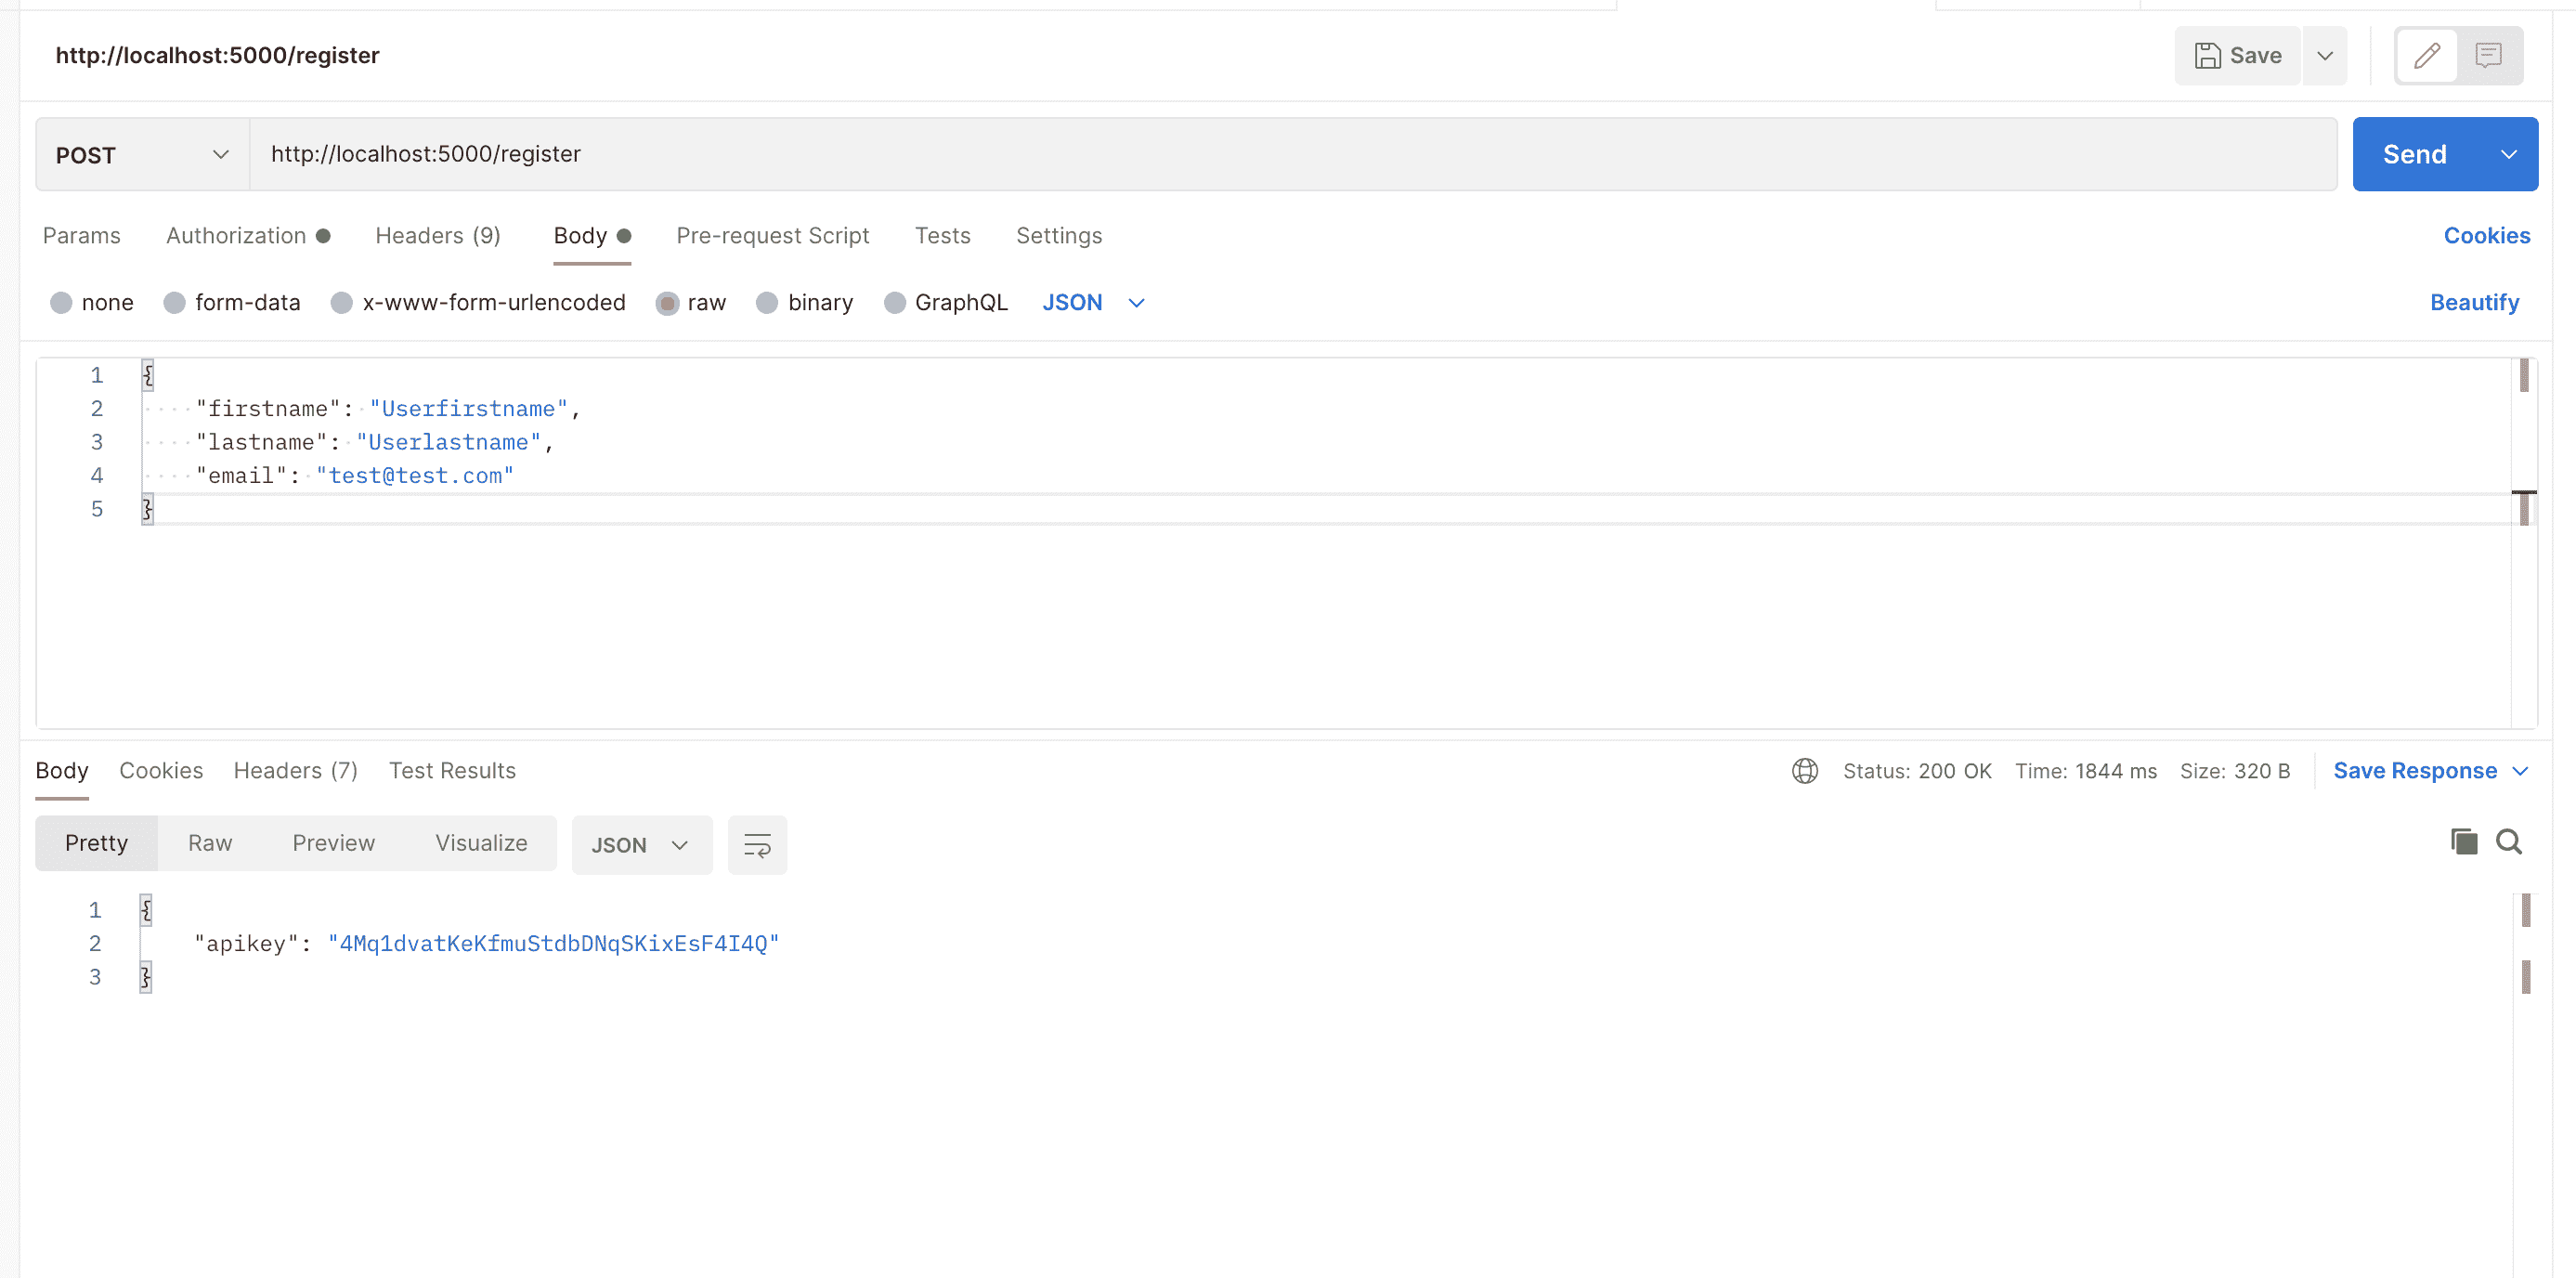 http://localhost:5000/register
Save
POST http://localhost:5000/register Send
Params Authorization Headers (9) Body Pre-request Script Tests Settings Cookies
none form-data x-www-form-urlencoded raw binary GraphQL JSON Beautify
1 {
2 "firstname": "Userfirstname",
3 "lastname": "Userlastname",
4 "email": "test@test.com"
5 }
Body Cookies Headers (7) Test Results Status: 200 OK Time: 1844 ms Size: 320 B Save Response
Pretty Raw Preview Visualize JSON
1 {
2 "apikey": "4Mq1dvatKeKfmuStdbDNqSKixEsF4I4Q"
3 }